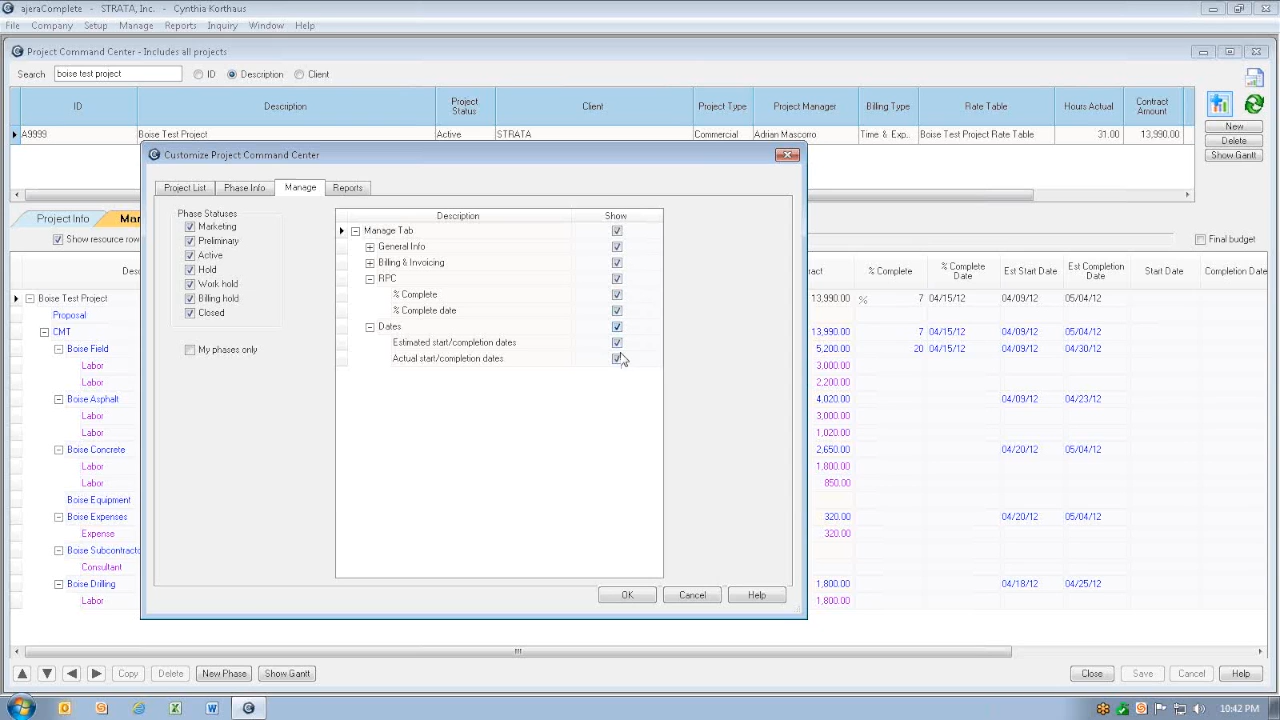 ajeraComplete - STRATA, Inc. - Cynthia Korthaus
File Company Setup Manage Reports Inquiry Window Help
Project Command Center - Includes all projects
Search boise test project ID Description Client
ID Description Project Status Client Project Type Project Manager Billing Type Rate Table Hours Actual Contract Amount
A9999 Boise Test Project Active STRATA Commercial Adrian Mascorro Time & Exp... Boise Test Project Rate Table 31.00 13,990.00
New
Delete
Show Gantt
Customize Project Command Center
Project List Phase Info Manage Reports
Project Info
Show resource row
Final budget
Phase Statuses
Marketing
Preliminary
Active
Hold
Work hold
Billing hold
Closed
My phases only
Description Show
Manage Tab
General Info
Billing & Invoicing
RPC
% Complete
% Complete date
Dates
Estimated start/completion dates
Actual start/completion dates
OK Cancel Help
% Complete % Complete Date Est Start Date Est Completion Date Start Date Completion Date
Boise Test Project 13,990.00 % 7 04/15/12 04/09/12 05/04/12
Proposal
CMT 13,990.00 7 04/15/12 04/09/12 05/04/12
Boise Field 5,200.00 20 04/15/12 04/09/12 04/30/12
Labor 3,000.00
Labor 2,200.00
Boise Asphalt 4,020.00 04/09/12 04/23/12
Labor 3,000.00
Labor 1,020.00
Boise Concrete 2,650.00 04/20/12 05/04/12
Labor 1,800.00
Labor 850.00
Boise Equipment
Boise Expenses 320.00 04/20/12 05/04/12
Expense 320.00
Boise Subcontracto
Consultant
Boise Drilling 1,800.00 04/18/12 04/25/12
Labor 1,800.00
Copy Delete New Phase Show Gantt Close Save Cancel Help
10:42 PM